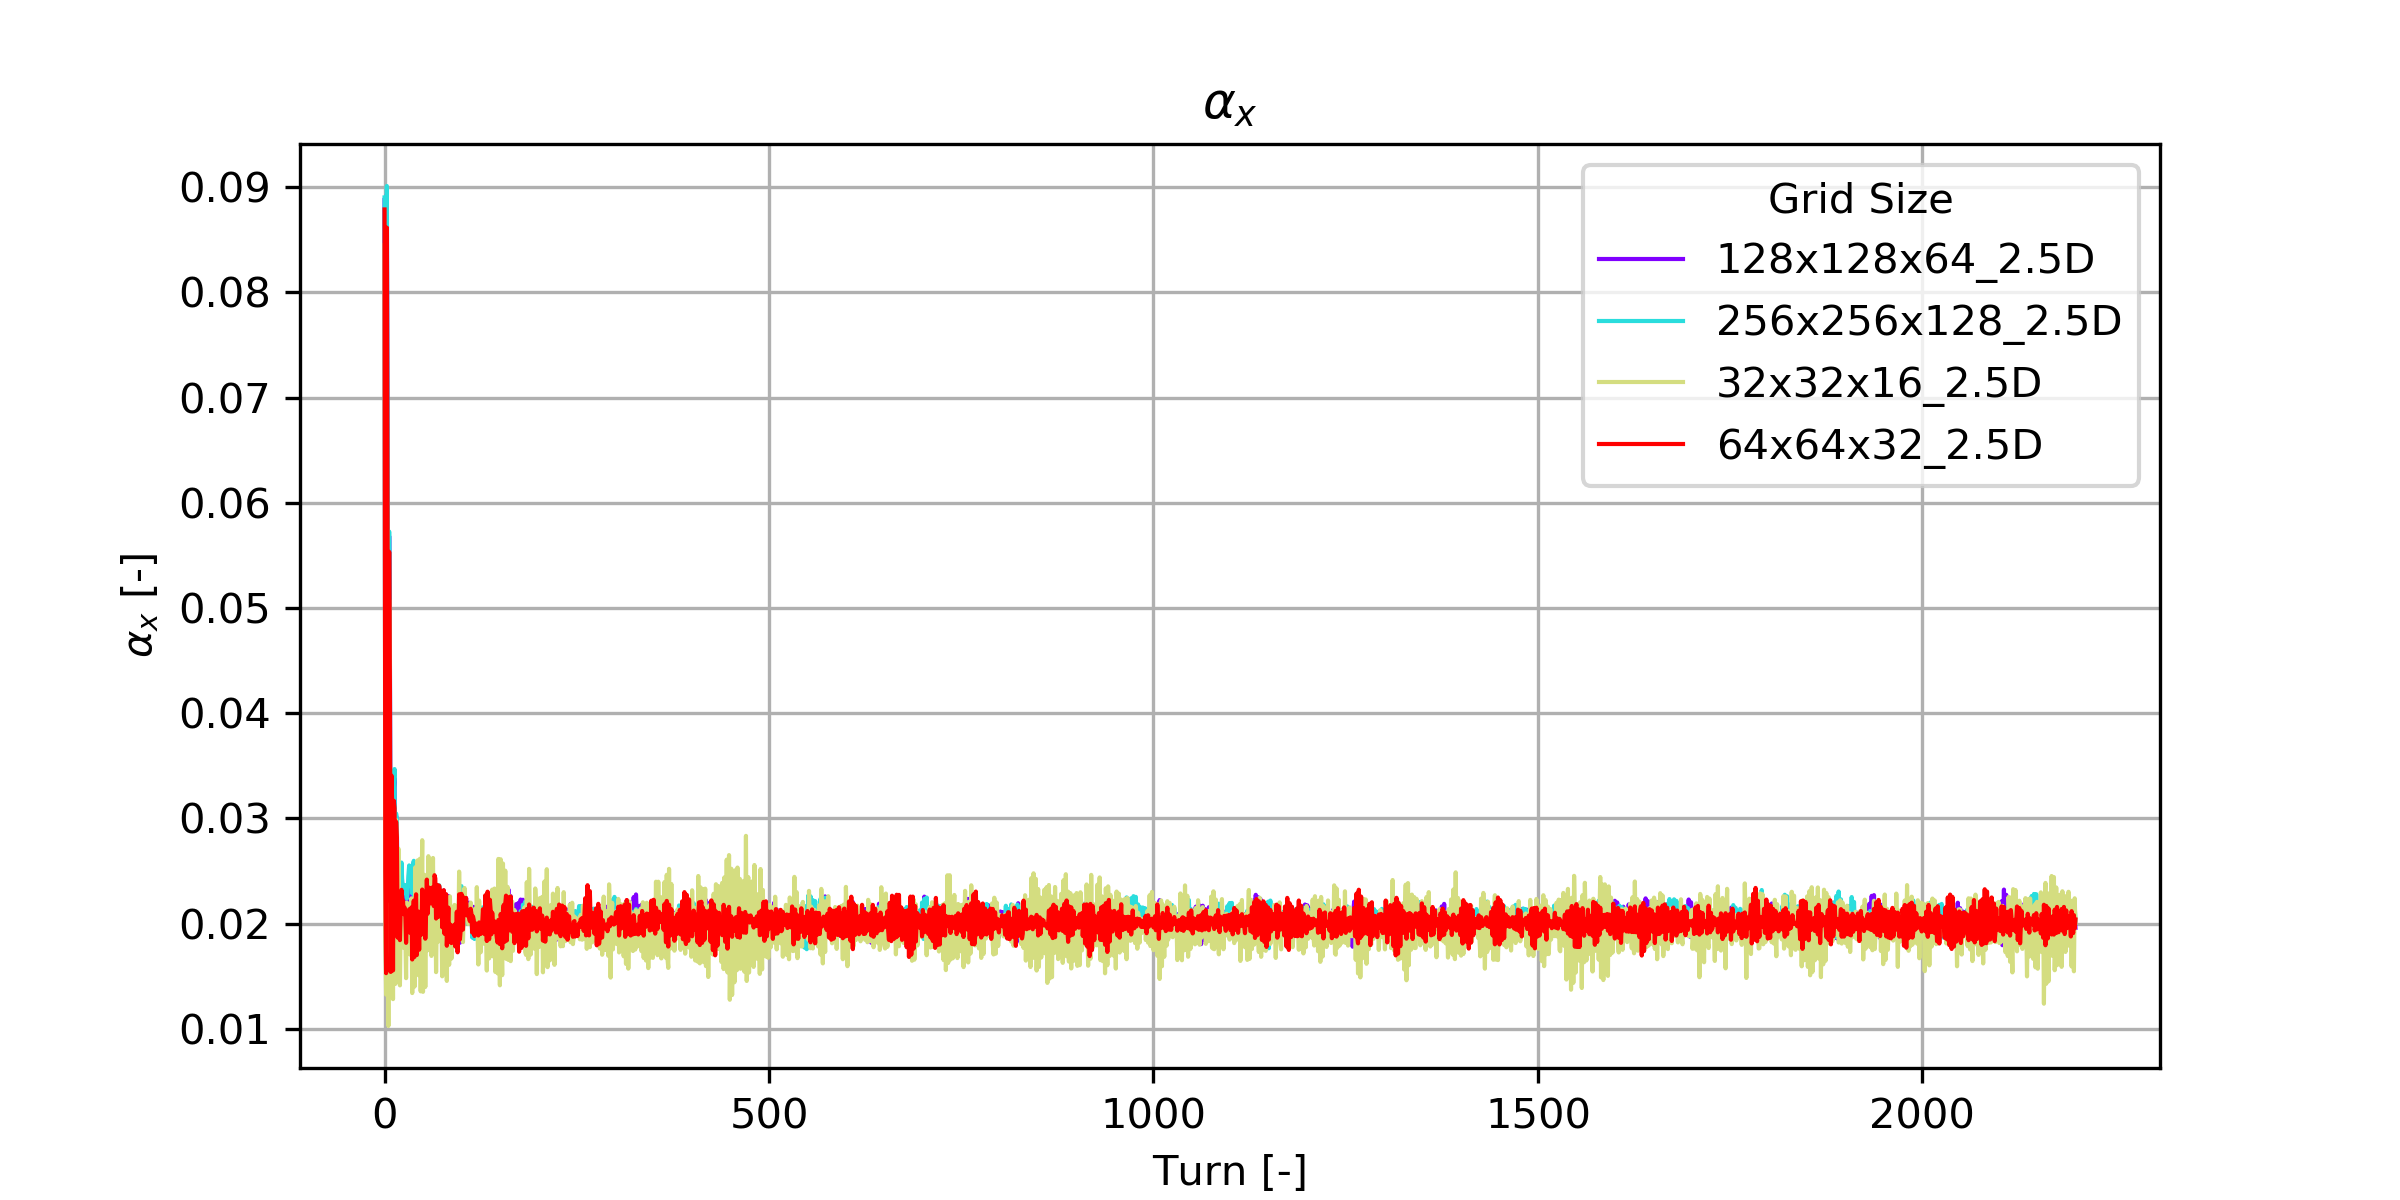 αx
0.09
0.08
0.07
0.06
0.05
0.04
0.03
0.02
0.01
αx [-]
Grid Size
128x128x64_2.5D
256x256x128_2.5D
32x32x16_2.5D
64x64x32_2.5D
0 500 1000 1500 2000
Turn [-]